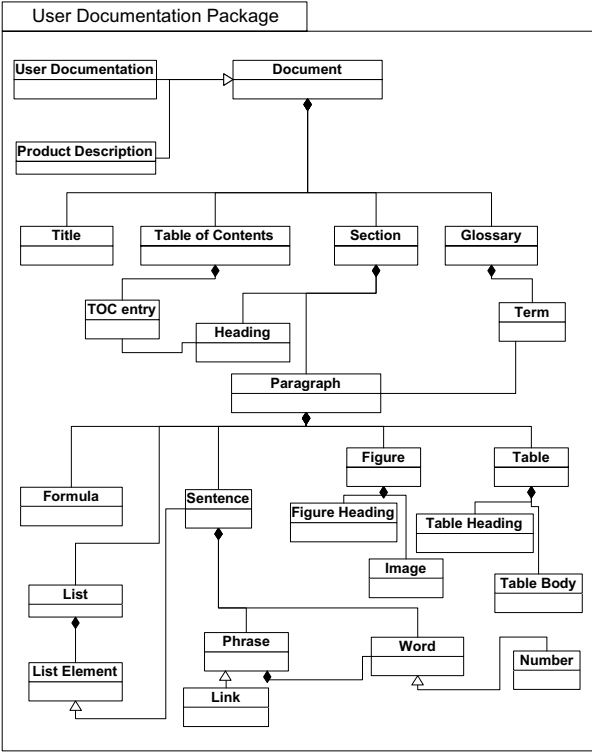 User Documentation Package
User Documentation
Document
Product Description
Title
Table of Contents
Section
Glossary
TOC entry
Heading
Term
Paragraph
Figure
Table
Formula
Sentence
Figure Heading
Table Heading
Image
Table Body
List
Phrase
Word
List Element
Number
Link